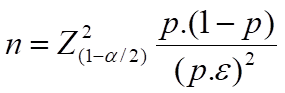 n = Z²₍₁₋α/₂₎ p.(1 − p) / (p.ε)²